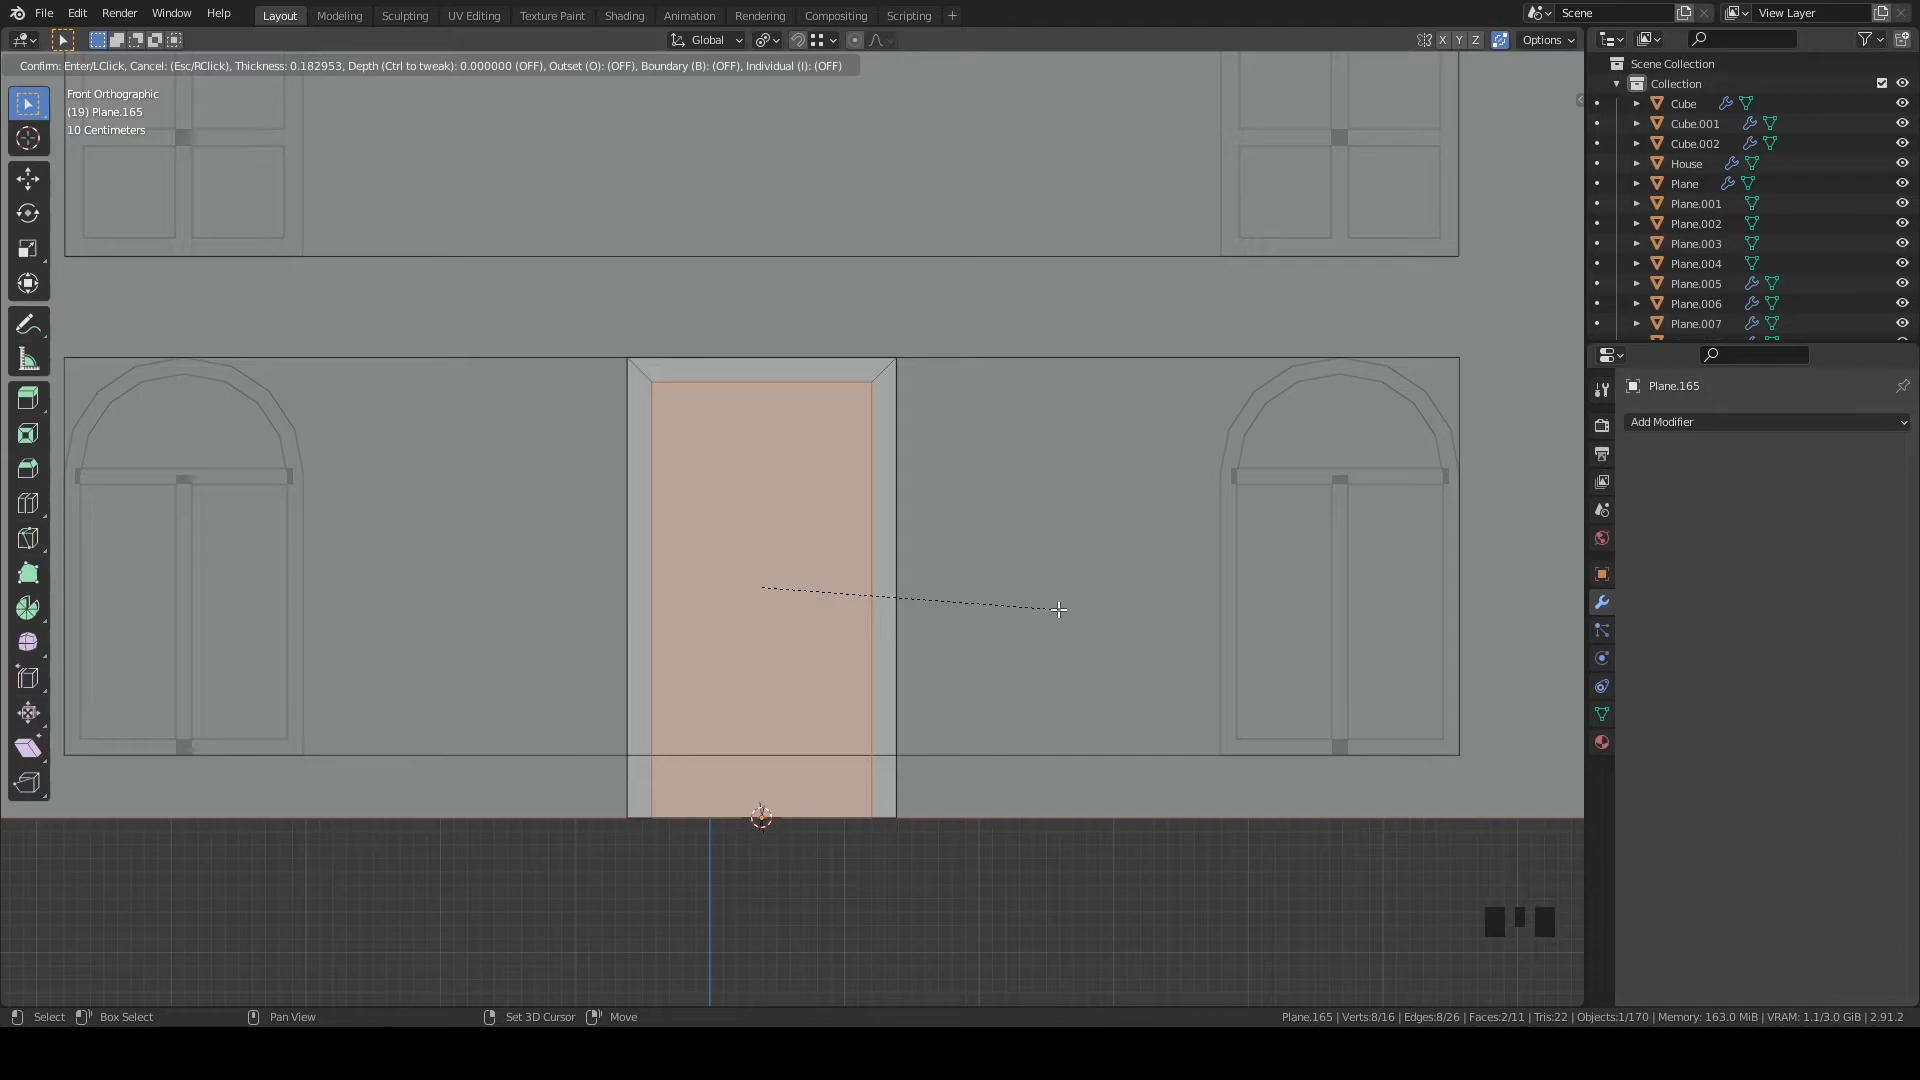 File Edit Render Window Help Layout Modeling Sculpting UV Editing Texture Paint Shading Animation Rendering Compositing Scripting Scene View Layer
Global X Y Z Options
Confirm: Enter/LClick, Cancel: (Esc/RClick), Thickness: 0.182953, Depth (Ctrl to tweak): 0.000000 (OFF), Outset (O): (OFF), Boundary (B): (OFF), Individual (I): (OFF)
Front Orthographic
(19) Plane.165
10 Centimeters
Scene Collection
Collection
Cube
Cube.001
Cube.002
House
Plane
Plane.001
Plane.002
Plane.003
Plane.004
Plane.005
Plane.006
Plane.007
Plane.165
Add Modifier
Select Box Select Pan View Set 3D Cursor Move Plane.165 | Verts:8/16 | Edges:8/26 | Faces:2/11 | Tris:22 | Objects:1/170 | Memory: 163.0 MiB | VRAM: 1.1/3.0 GiB | 2.91.2